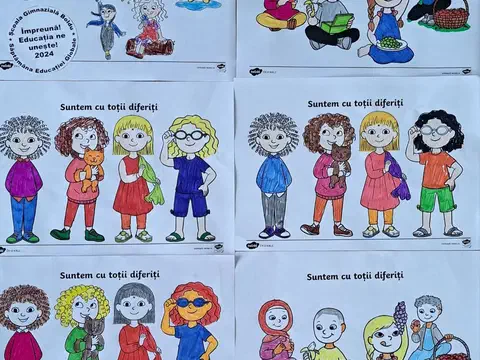 Școala Gimnazială
Săptămâna Educației Globale
Împreună!
Educația ne
unește!
2024
Suntem cu toții diferiți
Suntem cu toții diferiți
Suntem cu toții diferiți
Suntem cu toții diferiți